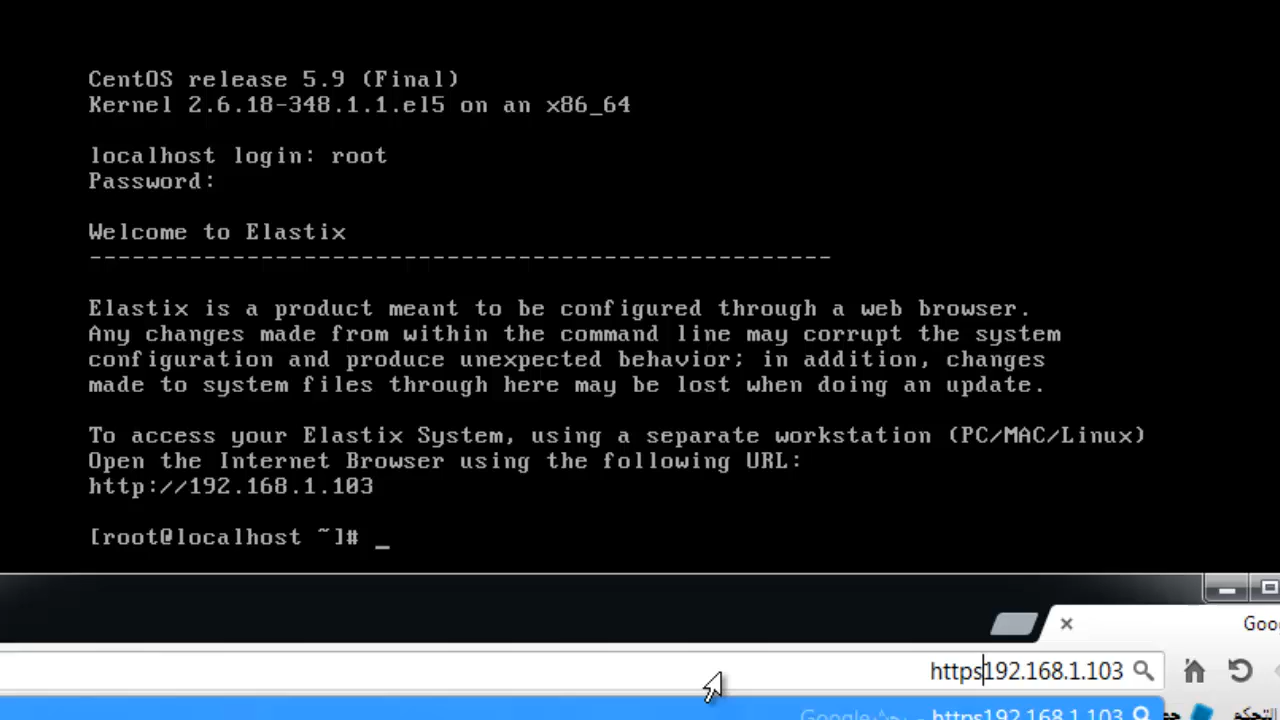 CentOS release 5.9 (Final)
Kernel 2.6.18-348.1.1.el5 on an x86_64
localhost login: root
Password:
Welcome to Elastix
----------------------------------------------------
Elastix is a product meant to be configured through a web browser.
Any changes made from within the command line may corrupt the system
configuration and produce unexpected behavior; in addition, changes
made to system files through here may be lost when doing an update.
To access your Elastix System, using a separate workstation (PC/MAC/Linux)
Open the Internet Browser using the following URL:
http://192.168.1.103
[root@localhost ~]# _
Goo
https192.168.1.103
https192.168.1.103 - Google
التحكم